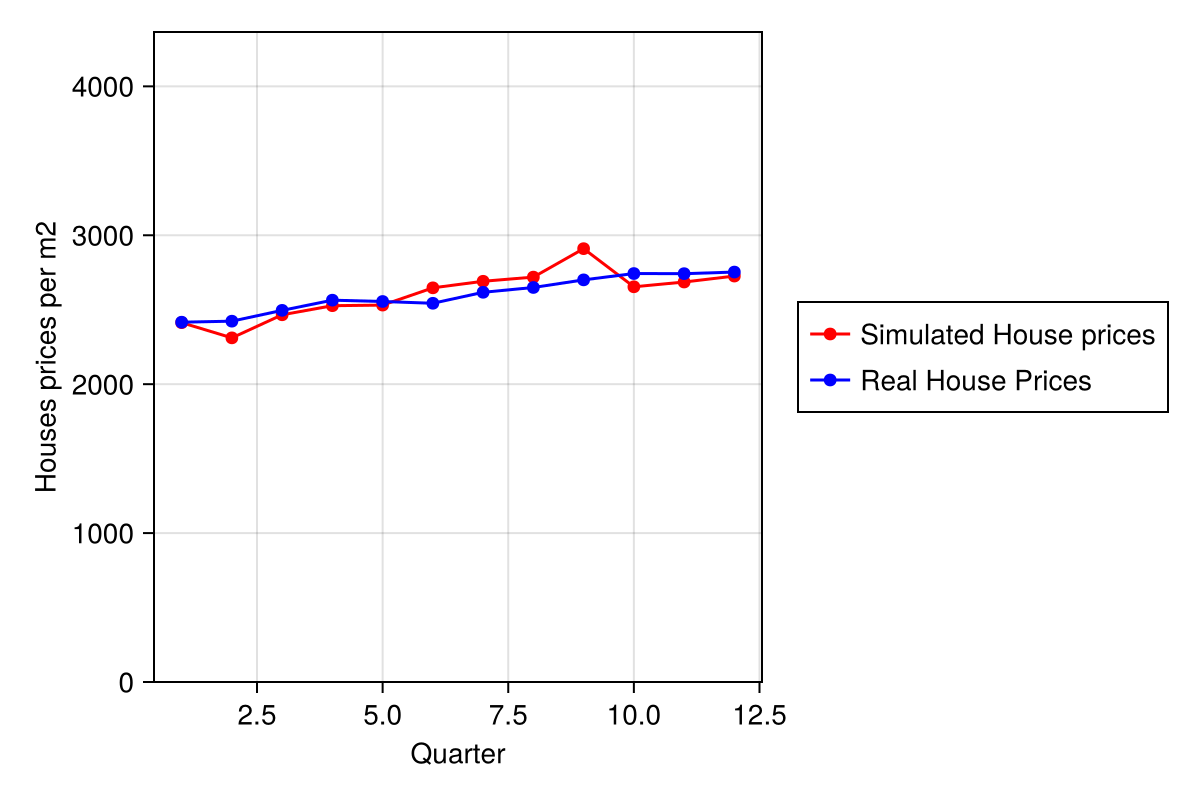 4000
3000
2000
1000
0
Houses prices per m2
2.5 5.0 7.5 10.0 12.5
Quarter
Simulated House prices
Real House Prices